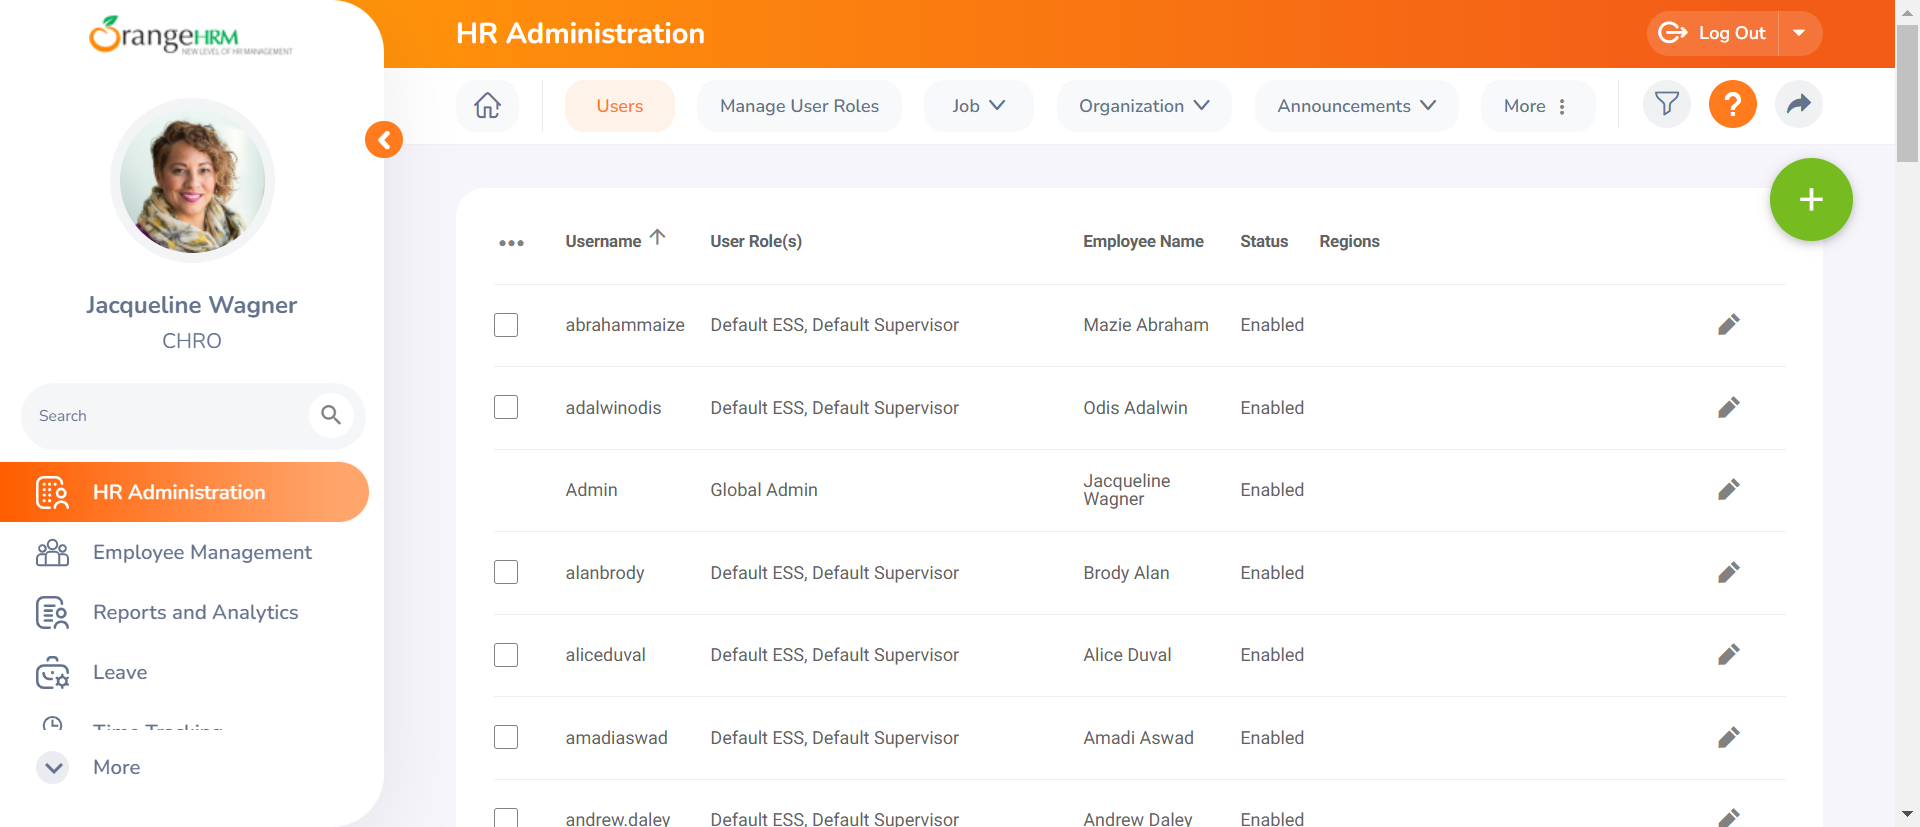 OrangeHRM
NEW LEVEL OF HR MANAGEMENT
HR Administration
Log Out
Users
Manage User Roles
Job
Organization
Announcements
More
?
Jacqueline Wagner
CHRO
Search
HR Administration
Employee Management
Reports and Analytics
Leave
Time Tracking
More
Username User Role(s) Employee Name Status Regions
abrahammaize Default ESS, Default Supervisor Mazie Abraham Enabled
adalwinodis Default ESS, Default Supervisor Odis Adalwin Enabled
Admin Global Admin Jacqueline Wagner Enabled
alanbrody Default ESS, Default Supervisor Brody Alan Enabled
aliceduval Default ESS, Default Supervisor Alice Duval Enabled
amadiaswad Default ESS, Default Supervisor Amadi Aswad Enabled
andrew.daley Default ESS, Default Supervisor Andrew Daley Enabled